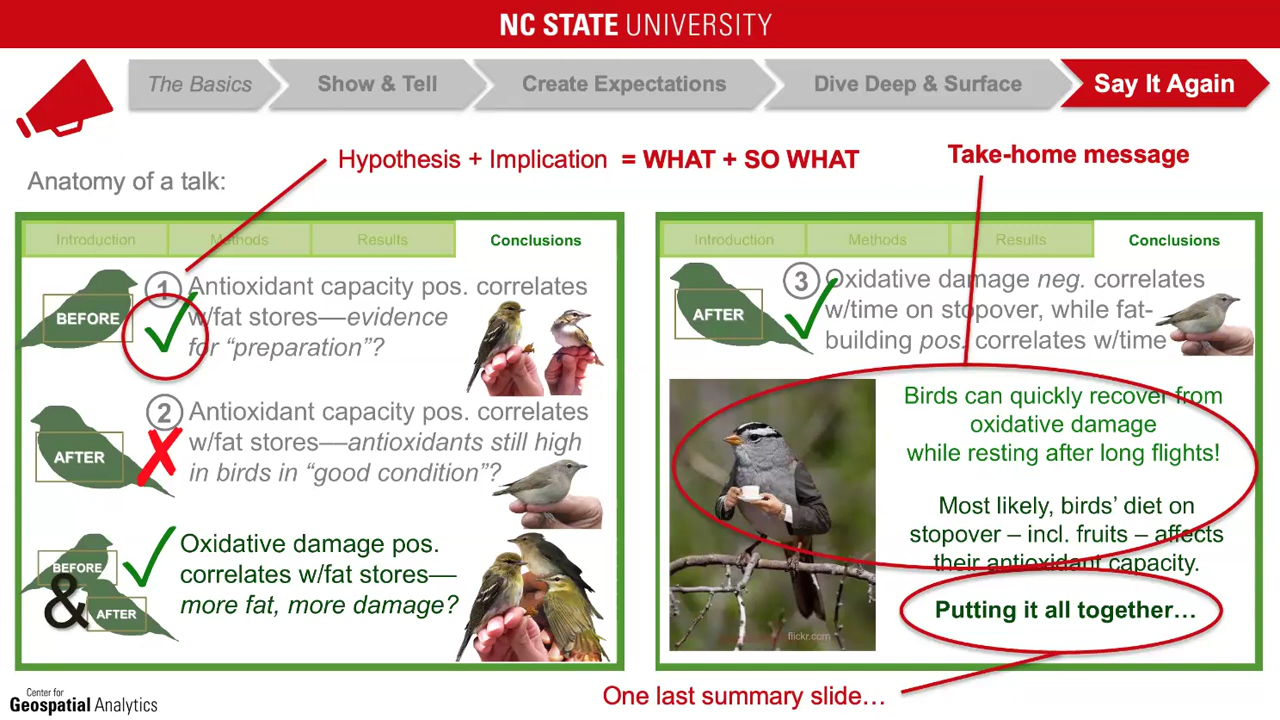 NC STATE UNIVERSITY
The Basics
Show & Tell
Create Expectations
Dive Deep & Surface
Say It Again
Hypothesis + Implication = WHAT + SO WHAT
Take-home message
Anatomy of a talk:
Introduction
Methods
Results
Conclusions
BEFORE
1
Antioxidant capacity pos. correlates
w/fat stores—evidence
for “preparation”?
AFTER
2
Antioxidant capacity pos. correlates
w/fat stores—antioxidants still high
in birds in “good condition”?
BEFORE
&
AFTER
Oxidative damage pos.
correlates w/fat stores—
more fat, more damage?
Introduction
Methods
Results
Conclusions
AFTER
3
Oxidative damage neg. correlates
w/time on stopover, while fat-
building pos. correlates w/time
Birds can quickly recover from
oxidative damage
while resting after long flights!
Most likely, birds’ diet on
stopover – incl. fruits – affects
their antioxidant capacity.
Putting it all together…
flickr.com
One last summary slide…
Center for
Geospatial Analytics